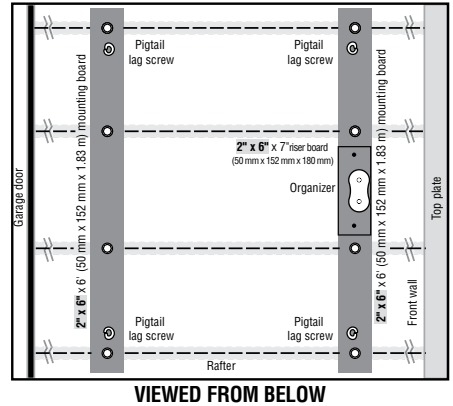 Pigtail
lag screw
Pigtail
lag screw
Garage door
2" x 6" x 6' (50 mm x 152 mm x 1.83 m) mounting board
2" x 6" x 7" riser board
(50 mm x 152 mm x 180 mm)
Organizer
2" x 6" x 6' (50 mm x 152 mm x 1.83 m) mounting board
Top plate
Front wall
Pigtail
lag screw
Pigtail
lag screw
Rafter
VIEWED FROM BELOW